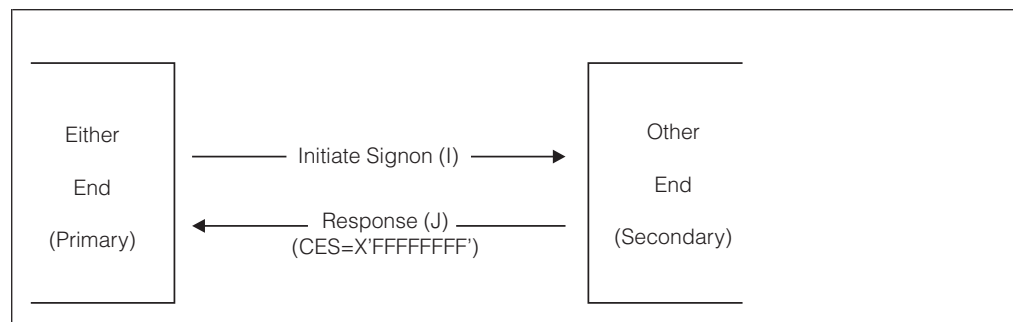 Either
End
(Primary)
Initiate Signon (I)
Response (J)
(CES=X’FFFFFFFF’)
Other
End
(Secondary)